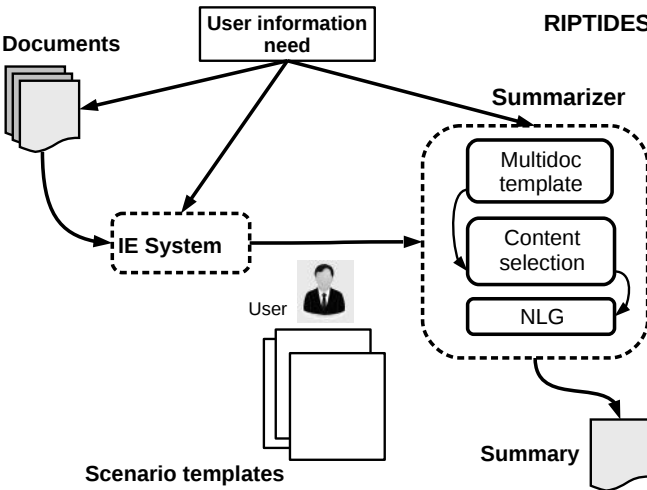 RIPTIDES
User information
need
Documents
Summarizer
Multidoc
template
IE System
Content
selection
User
NLG
Summary
Scenario templates